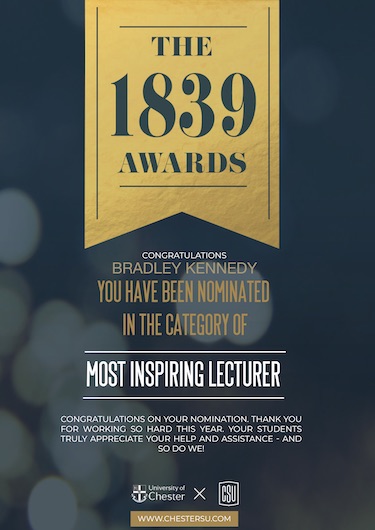 THE
1839
AWARDS
CONGRATULATIONS
BRADLEY KENNEDY
YOU HAVE BEEN NOMINATED
IN THE CATEGORY OF
MOST INSPIRING LECTURER
CONGRATULATIONS ON YOUR NOMINATION. THANK YOU
FOR WORKING SO HARD THIS YEAR. YOUR STUDENTS
TRULY APPRECIATE YOUR HELP AND ASSISTANCE - AND
SO DO WE!
University of
Chester
CSU
WWW.CHESTERSU.COM